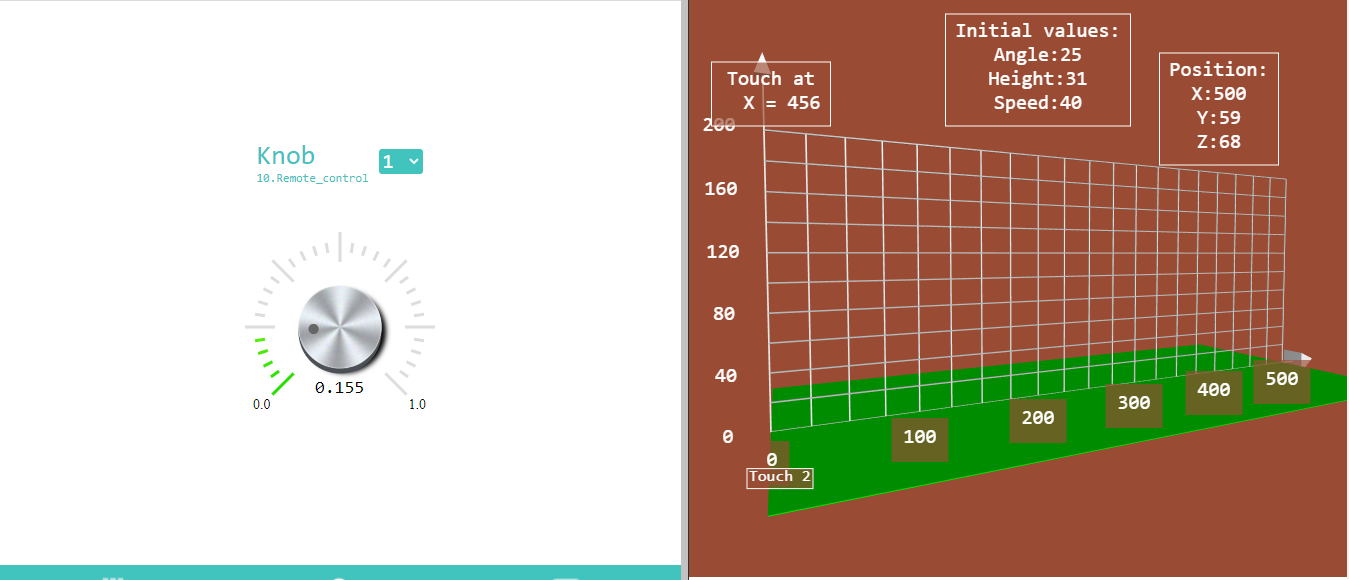 Knob
1
10.Remote_control
0.155
0.0
1.0
Touch at
X = 456
Initial values:
Angle:25
Height:31
Speed:40
Position:
X:500
Y:59
Z:68
200
160
120
80
40
0
0
100
200
300
400
500
Touch 2